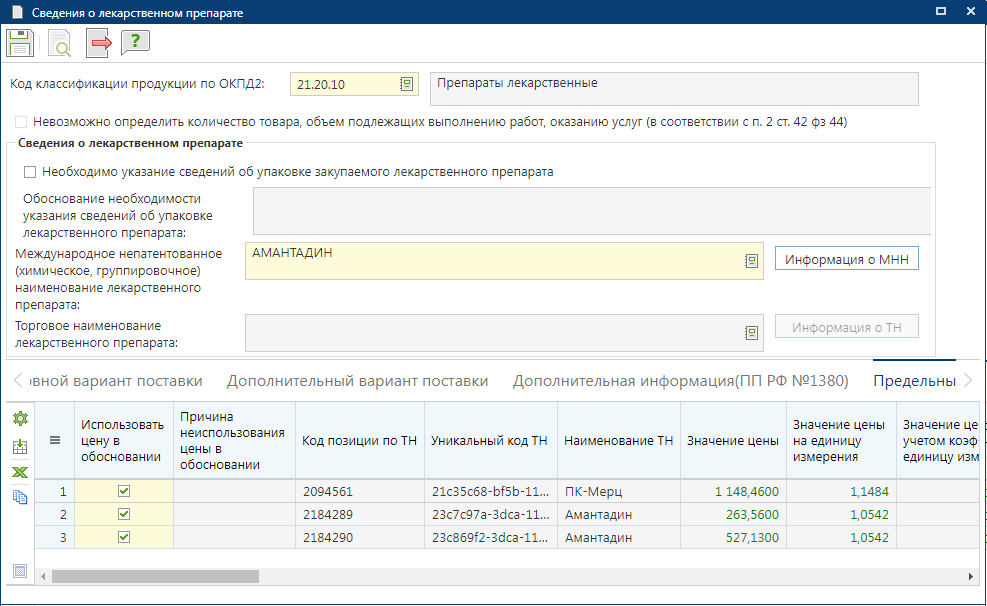 Сведения о лекарственном препарате
Код классификации продукции по ОКПД2:
21.20.10
Препараты лекарственные
Невозможно определить количество товара, объем подлежащих выполнению работ, оказанию услуг (в соответствии с п. 2 ст. 42 фз 44)
Сведения о лекарственном препарате
Необходимо указание сведений об упаковке закупаемого лекарственного препарата
Обоснование необходимости
указания сведений об упаковке
лекарственного препарата:
Международное непатентованное
(химическое, группировочное)
наименование лекарственного
препарата:
АМАНТАДИН
Информация о МНН
Торговое наименование
лекарственного препарата:
Информация о ТН
овной вариант поставки Дополнительный вариант поставки Дополнительная информация(ПП РФ №1380) Предельны
Использовать
цену в
обосновании
Причина
неиспользования
цены в
обосновании
Код позиции по ТН
Уникальный код ТН
Наименование ТН
Значение цены
Значение цены
на единицу
измерения
Значение це
учетом коэф
единицу изм
1 2094561 21c35c68-bf5b-11... ПК-Мерц 1 148,4600 1,1484
2 2184289 23c7c97a-3dca-11... Амантадин 263,5600 1,0542
3 2184290 23c869f2-3dca-11... Амантадин 527,1300 1,0542